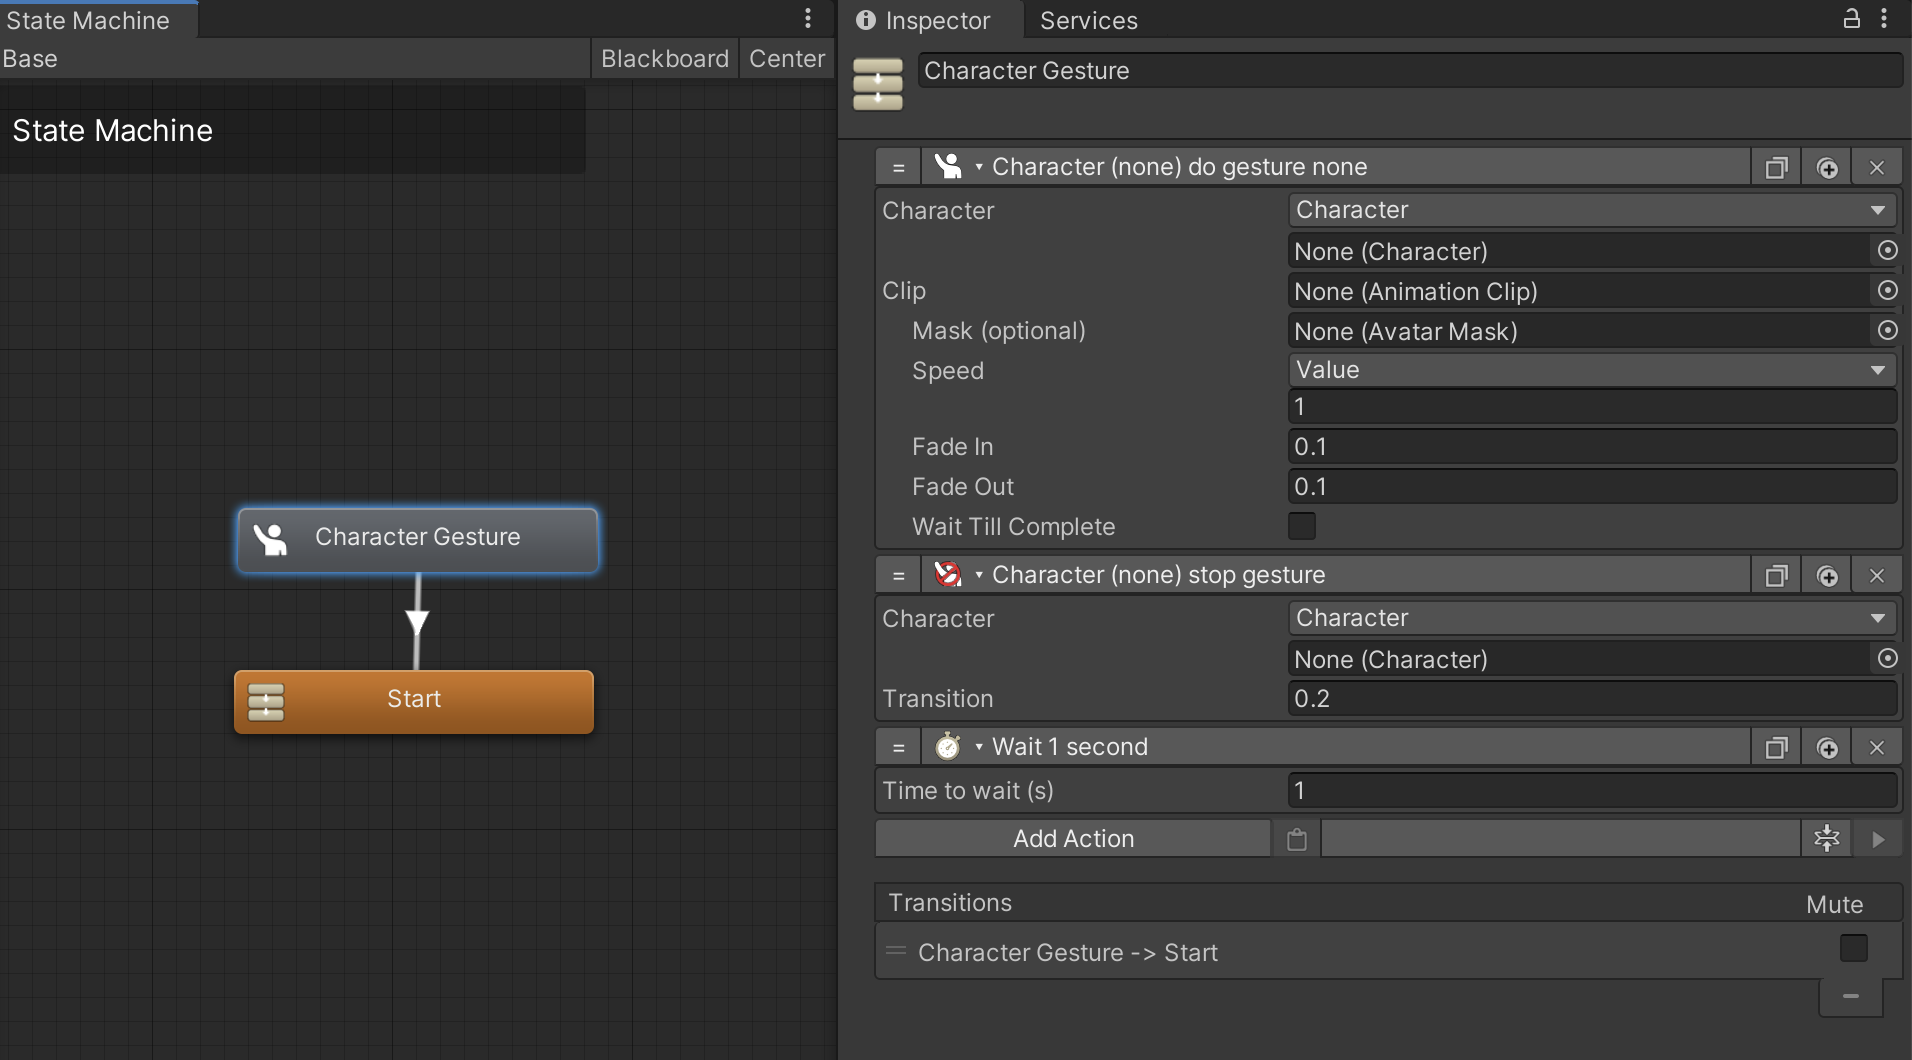 State Machine
Base
Blackboard
Center
State Machine
Character Gesture
Start
Inspector
Services
Character Gesture
= Character (none) do gesture none
Character
Character
None (Character)
Clip
None (Animation Clip)
Mask (optional)
None (Avatar Mask)
Speed
Value
1
Fade In
0.1
Fade Out
0.1
Wait Till Complete
= Character (none) stop gesture
Character
Character
None (Character)
Transition
0.2
= Wait 1 second
Time to wait (s)
1
Add Action
Transitions
Mute
Character Gesture -> Start